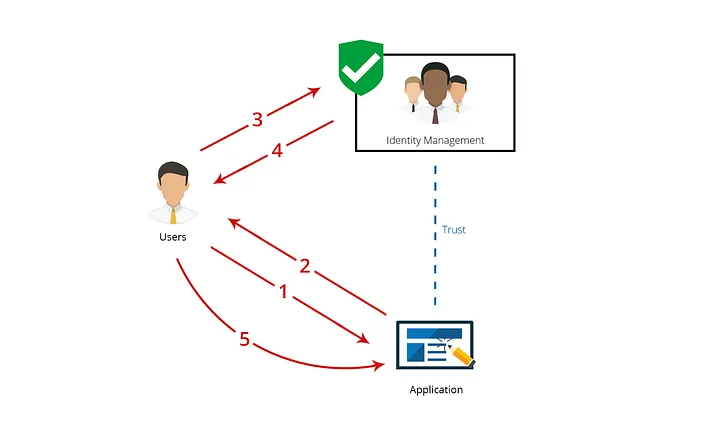 3
Identity Management
4
Users
Trust
2
1
5
Application